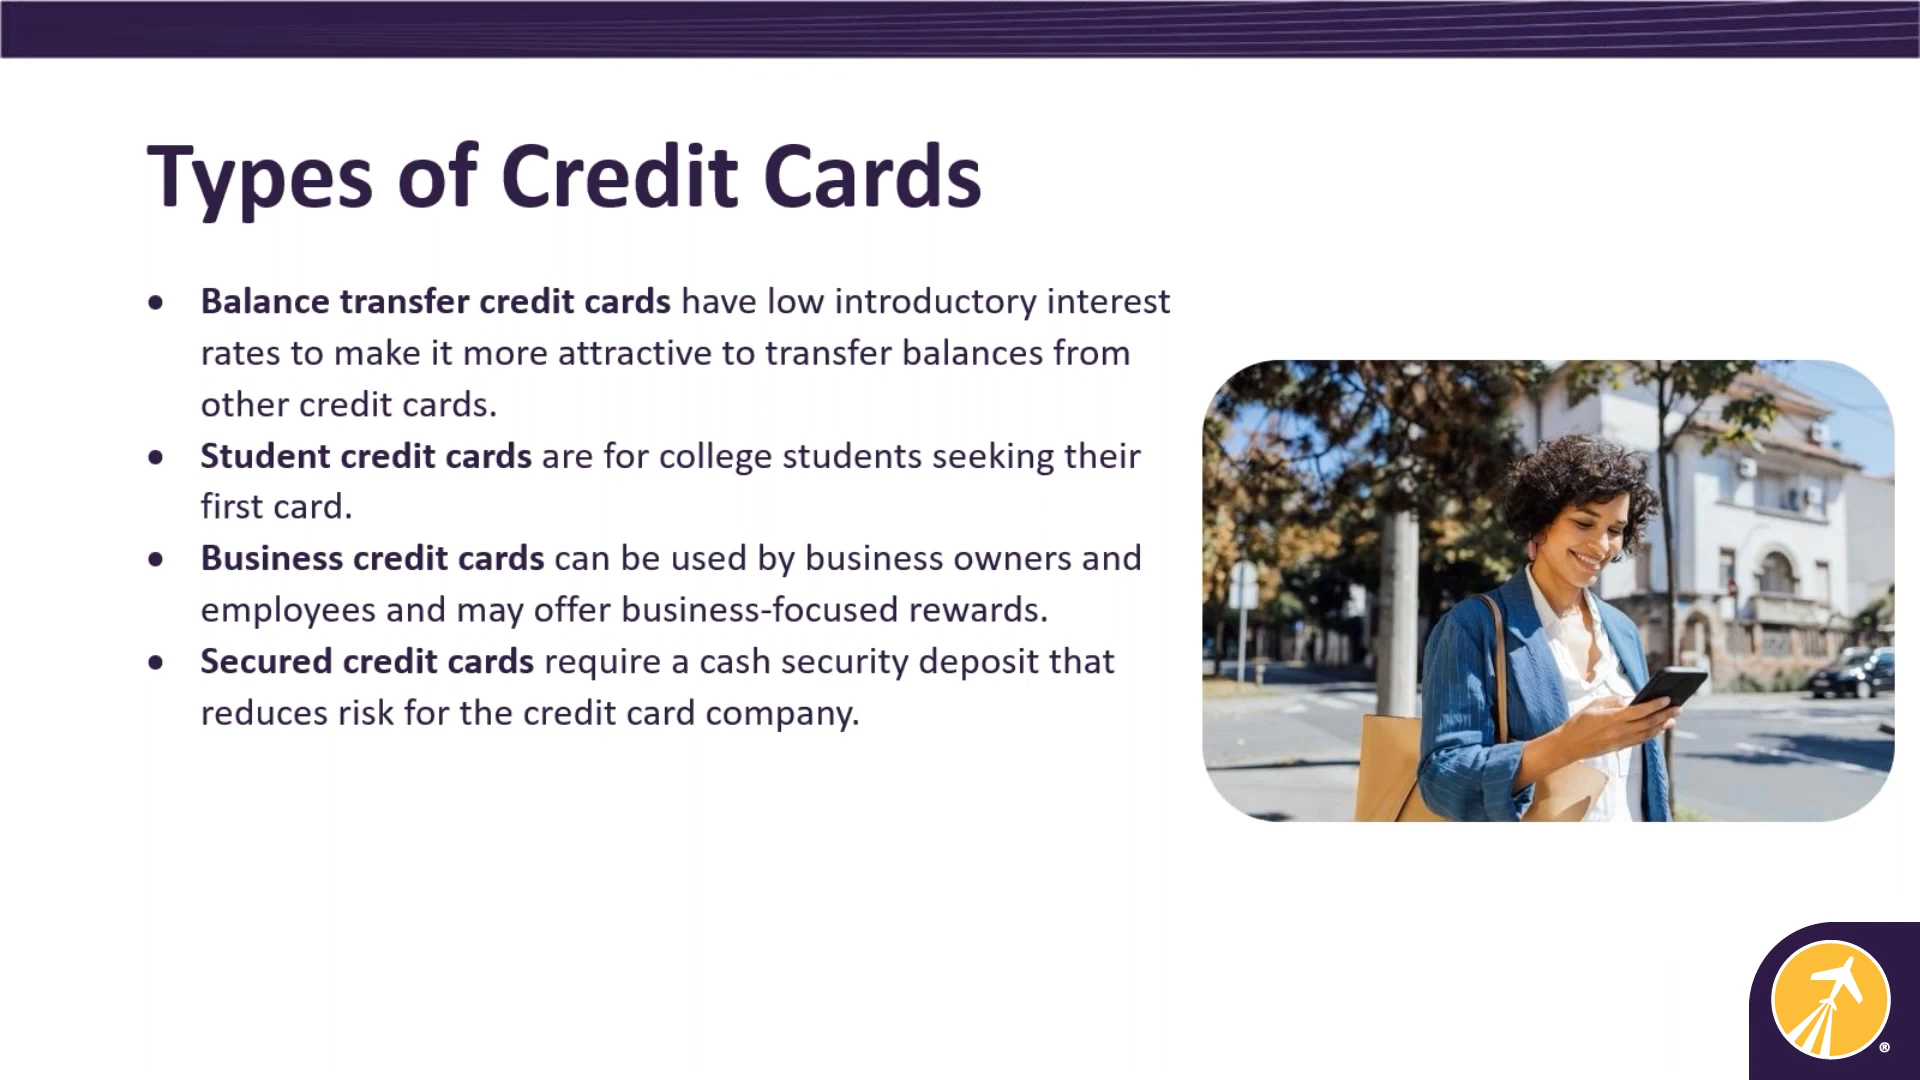 Types of Credit Cards
• Balance transfer credit cards have low introductory interest
rates to make it more attractive to transfer balances from
other credit cards.
• Student credit cards are for college students seeking their
first card.
• Business credit cards can be used by business owners and
employees and may offer business-focused rewards.
• Secured credit cards require a cash security deposit that
reduces risk for the credit card company.
®